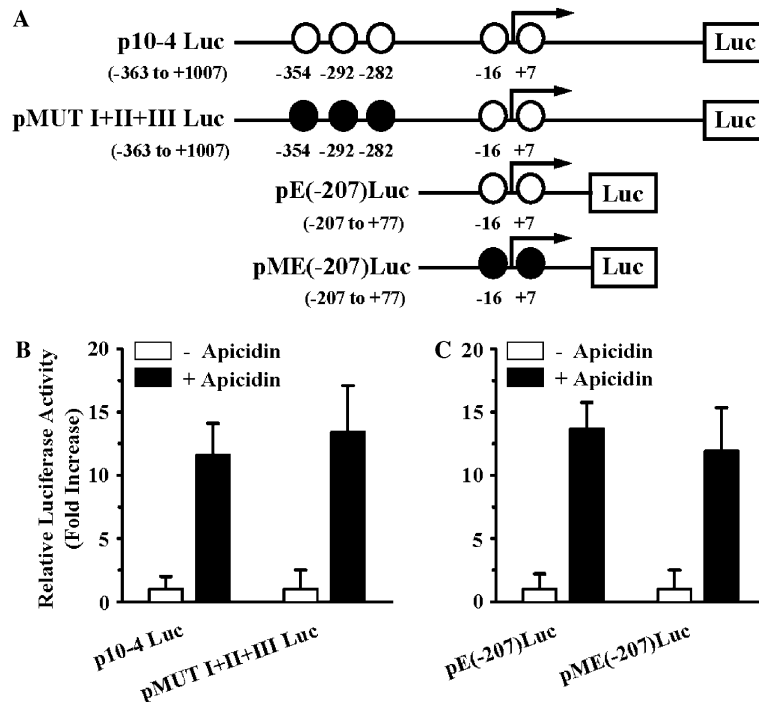 A
p10-4 Luc
Luc
(-363 to +1007)
-354 -292 -282 -16 +7
pMUT I+II+III Luc
Luc
(-363 to +1007)
-354 -292 -282 -16 +7
pE(-207)Luc
Luc
(-207 to +77)
-16 +7
pME(-207)Luc
Luc
(-207 to +77)
-16 +7
B
Relative Luciferase Activity
(Fold Increase)
20
15
10
5
0
- Apicidin
+ Apicidin
p10-4 Luc
pMUT I+II+III Luc
C
20
15
10
5
0
- Apicidin
+ Apicidin
pE(-207)Luc
pME(-207)Luc